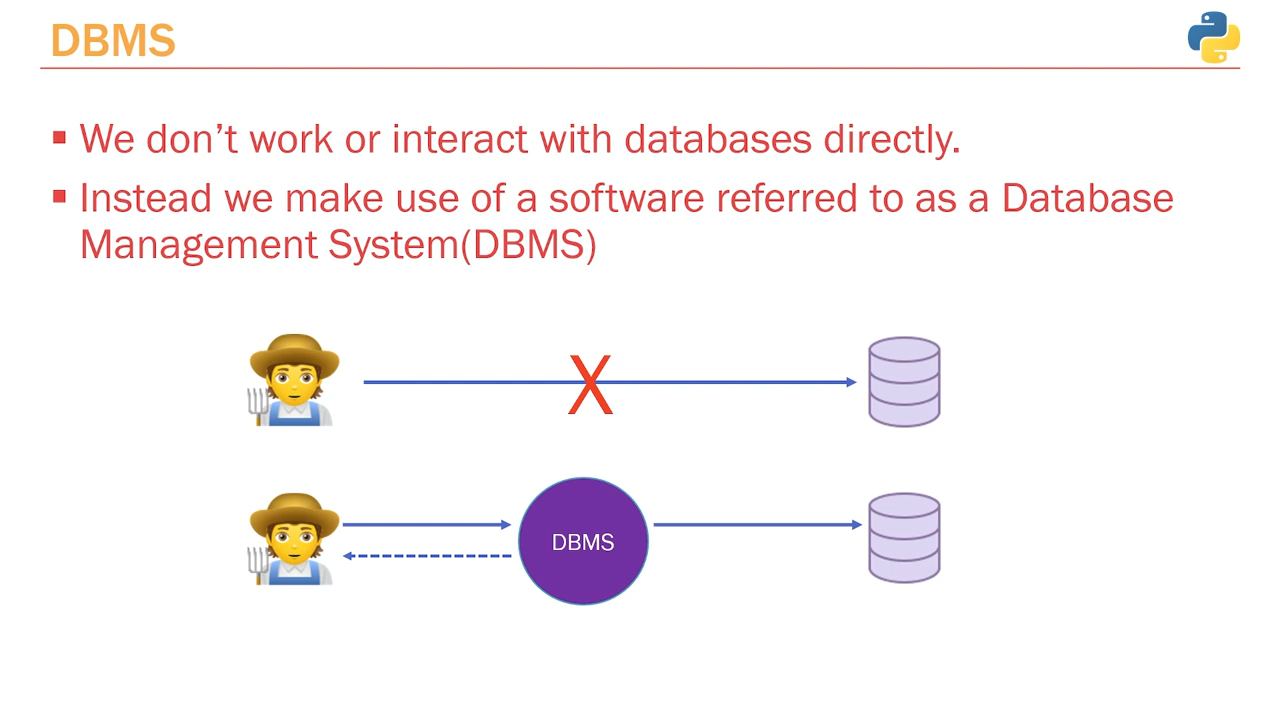 DBMS
▪ We don’t work or interact with databases directly.
▪ Instead we make use of a software referred to as a Database
Management System(DBMS)
X
DBMS